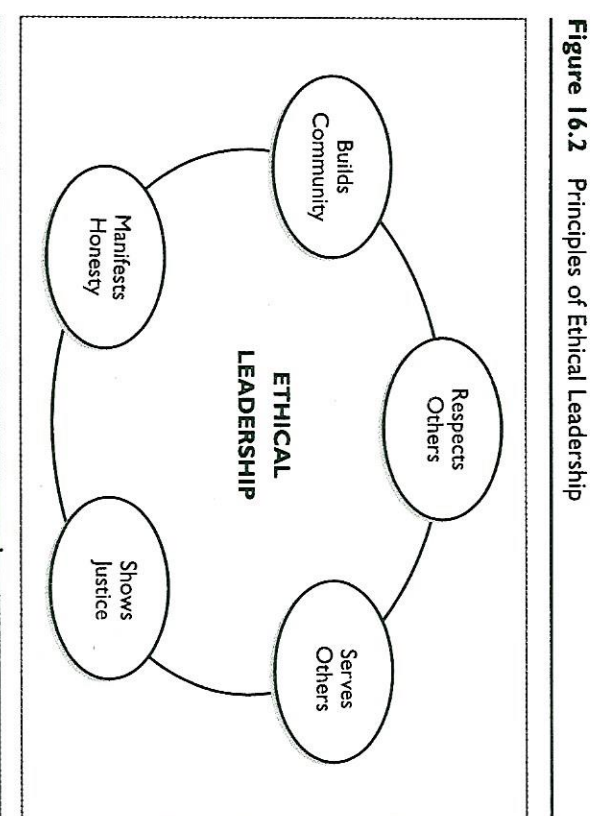 Figure 16.2 Principles of Ethical Leadership
Respects
Others
Builds
Community
Serves
Others
ETHICAL
LEADERSHIP
Manifests
Honesty
Shows
Justice